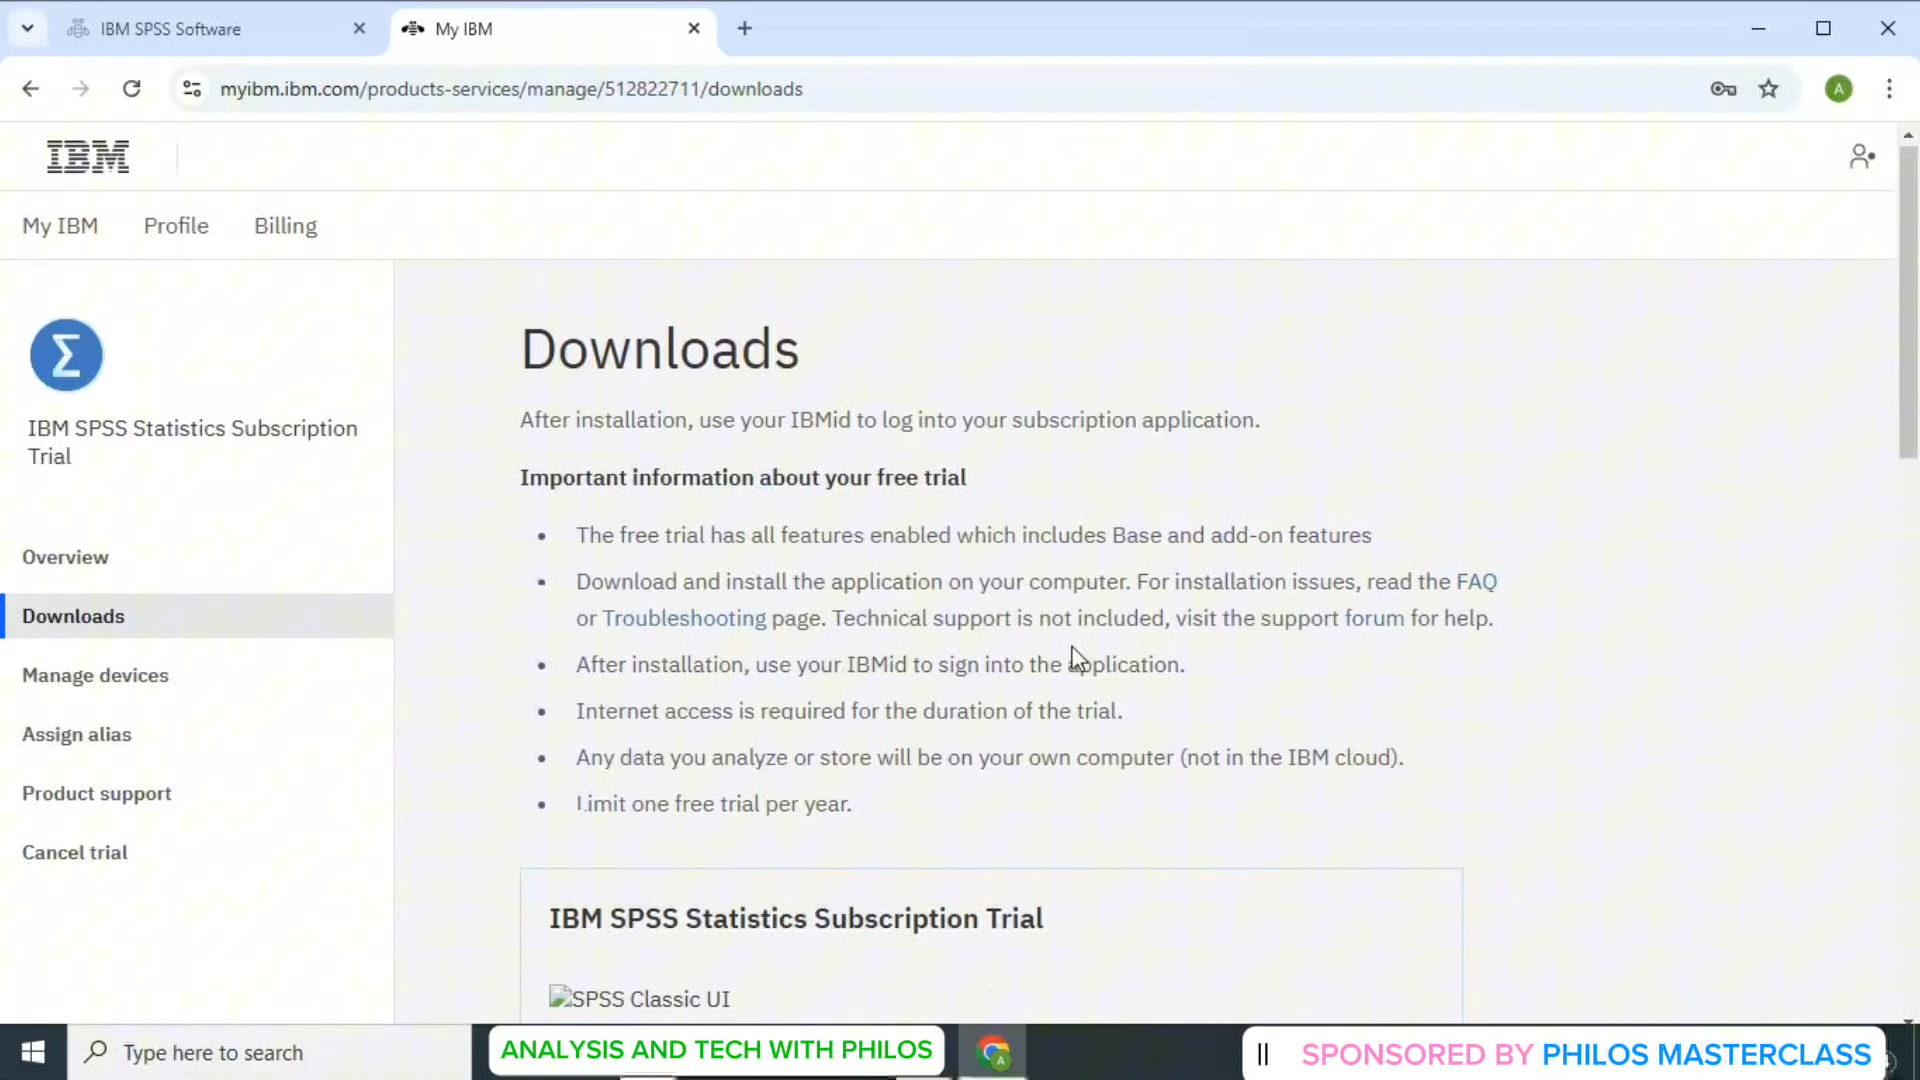 IBM SPSS Software
My IBM
myibm.ibm.com/products-services/manage/512822711/downloads
A
IBM
My IBM
Profile
Billing
Σ
IBM SPSS Statistics Subscription
Trial
Overview
Downloads
Manage devices
Assign alias
Product support
Cancel trial
Downloads
After installation, use your IBMid to log into your subscription application.
Important information about your free trial
The free trial has all features enabled which includes Base and add-on features
Download and install the application on your computer. For installation issues, read the FAQ
or Troubleshooting page. Technical support is not included, visit the support forum for help.
After installation, use your IBMid to sign into the application.
Internet access is required for the duration of the trial.
Any data you analyze or store will be on your own computer (not in the IBM cloud).
Limit one free trial per year.
IBM SPSS Statistics Subscription Trial
SPSS Classic UI
Type here to search
ANALYSIS AND TECH WITH PHILOS
A
SPONSORED BY PHILOS MASTERCLASS